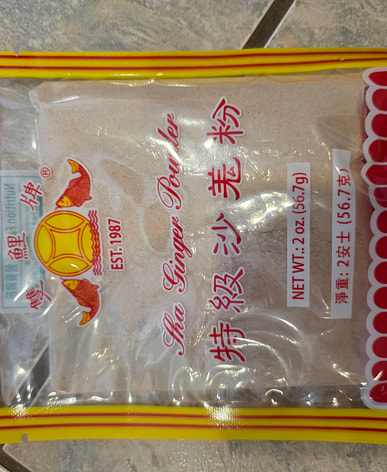 雙鯉牌®
EST. 1987
Sha Ginger Powder
特級沙羌粉
NET WT.: 2 oz. (56.7g)
淨重: 2安士 (56.7克)